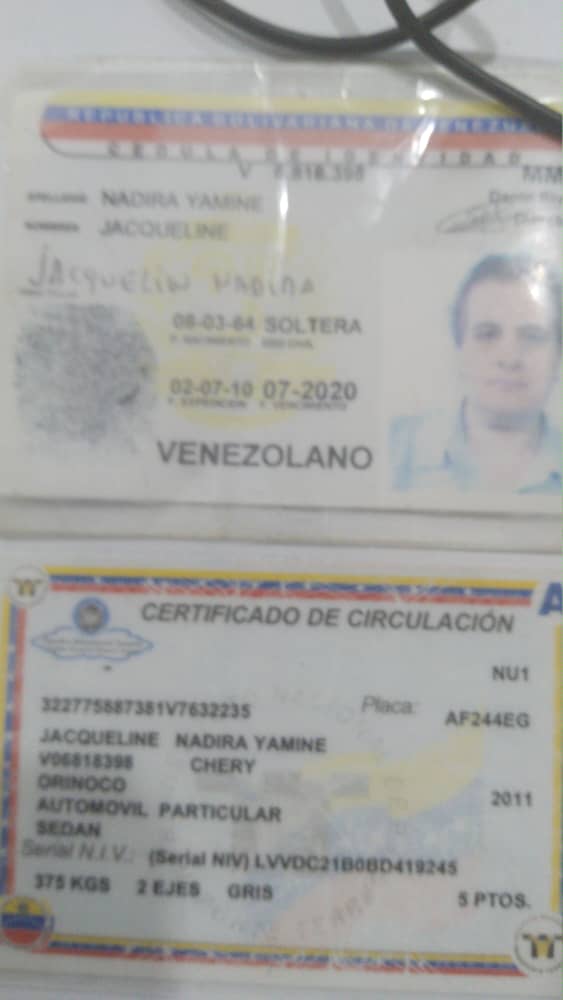 REPUBLICA BOLIVARIANA DE VENEZUELA
CEDULA DE IDENTIDAD
V 6.818.398
MM
APELLIDOS NADIRA YAMINE
NOMBRES JACQUELINE
Director
Jacquelin Nadira
08-03-64 SOLTERA
F. NACIMIENTO EDO CIVIL
02-07-10 07-2020
F. EXPEDICION F. VENCIMIENTO
VENEZOLANO
CERTIFICADO DE CIRCULACIÓN
A
NU1
322775887381V7632235 Placa: AF244EG
JACQUELINE NADIRA YAMINE
V06818398 CHERY
ORINOCO 2011
AUTOMOVIL PARTICULAR
SEDAN
Serial N.I.V.: (Serial NIV) LVVDC21B0BD419245
375 KGS 2 EJES GRIS 5 PTOS.